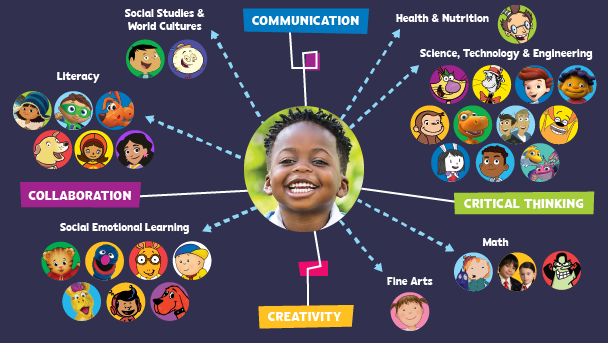 Social Studies &
World Cultures
COMMUNICATION
Health & Nutrition
Science, Technology & Engineering
Literacy
COLLABORATION
CRITICAL THINKING
Social Emotional Learning
Math
Fine Arts
CREATIVITY